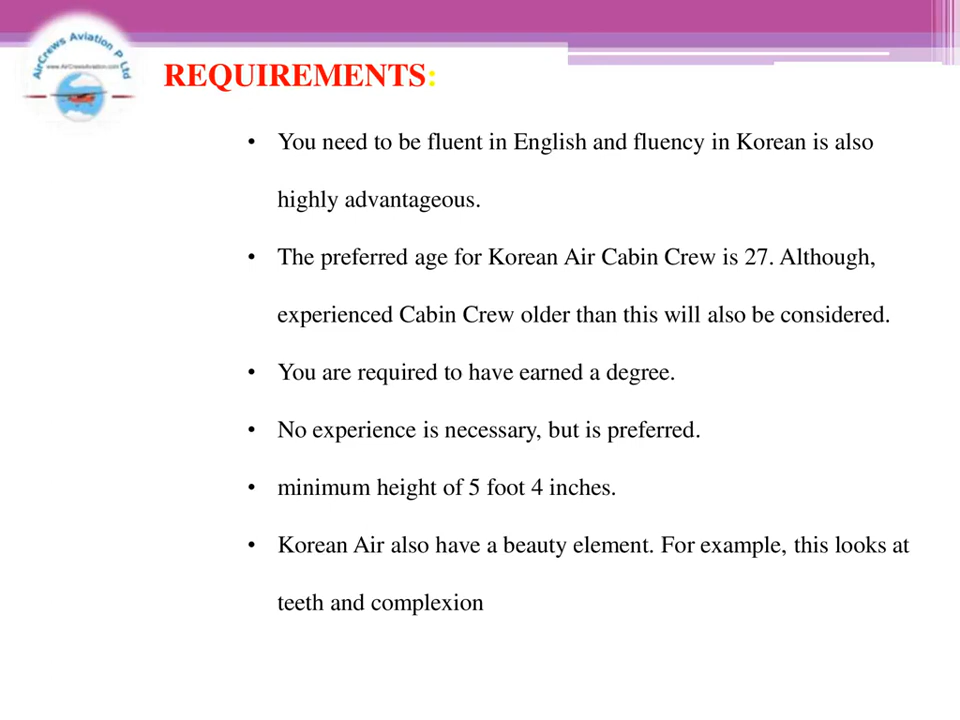 AirCrews Aviation P Ltd
www.AirCrewsAviation.com
REQUIREMENTS:
• You need to be fluent in English and fluency in Korean is also
highly advantageous.
• The preferred age for Korean Air Cabin Crew is 27. Although,
experienced Cabin Crew older than this will also be considered.
• You are required to have earned a degree.
• No experience is necessary, but is preferred.
• minimum height of 5 foot 4 inches.
• Korean Air also have a beauty element. For example, this looks at
teeth and complexion